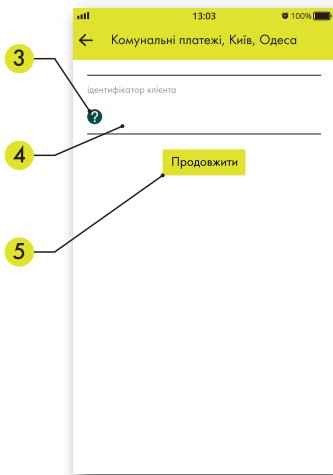 13:03
100%
Комунальні платежі, Київ, Одеса
ідентифікатор клієнта
3
?
4
Продовжити
5